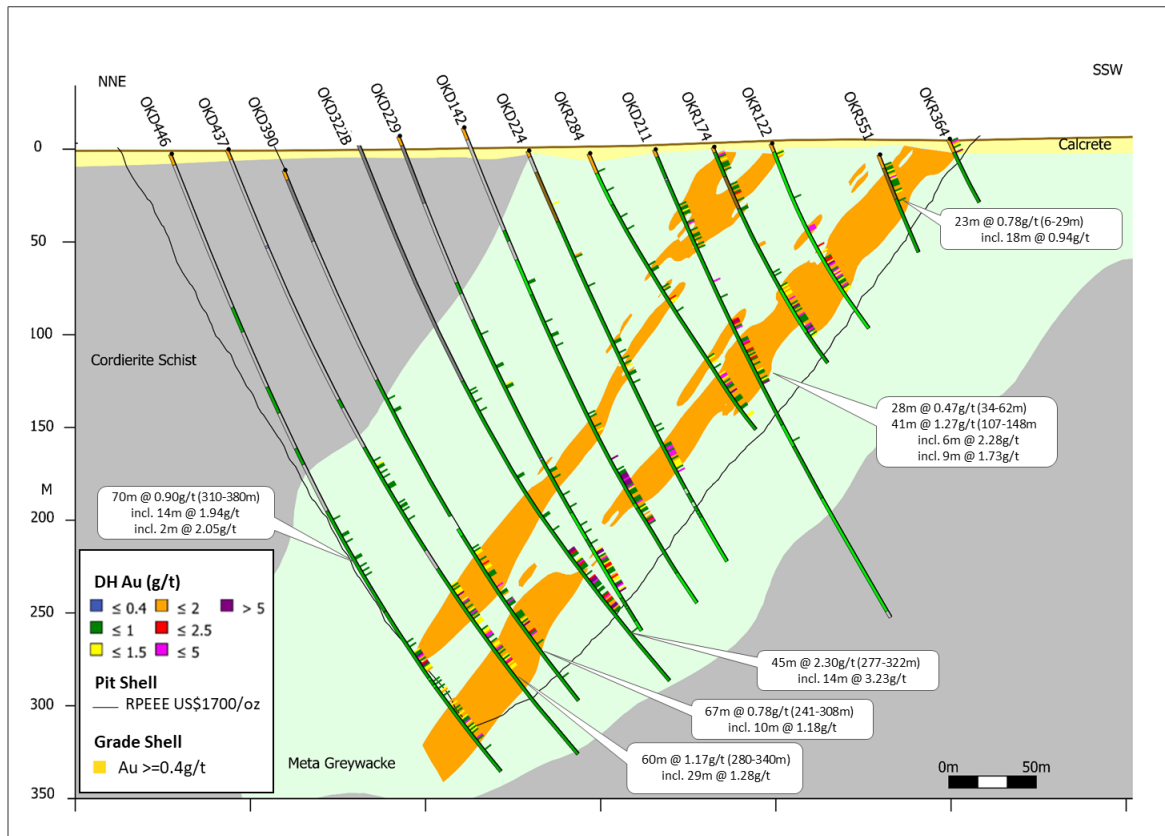 NNE
SSW
OKD446
OKD437
OKD390
OKD322B
OKD229
OKD142
OKD224
OKR284
OKD211
OKR174
OKR122
OKR551
OKR364
0
50
100
150
M
200
250
300
350
Calcrete
Cordierite Schist
Meta Greywacke
23m @ 0.78g/t (6-29m)
incl. 18m @ 0.94g/t
28m @ 0.47g/t (34-62m)
41m @ 1.27g/t (107-148m
incl. 6m @ 2.28g/t
incl. 9m @ 1.73g/t
70m @ 0.90g/t (310-380m)
incl. 14m @ 1.94g/t
incl. 2m @ 2.05g/t
45m @ 2.30g/t (277-322m)
incl. 14m @ 3.23g/t
67m @ 0.78g/t (241-308m)
incl. 10m @ 1.18g/t
60m @ 1.17g/t (280-340m)
incl. 29m @ 1.28g/t
DH Au (g/t)
≤ 0.4 ≤ 2 > 5
≤ 1 ≤ 2.5
≤ 1.5 ≤ 5
Pit Shell
RPEEE US$1700/oz
Grade Shell
Au >=0.4g/t
0m 50m